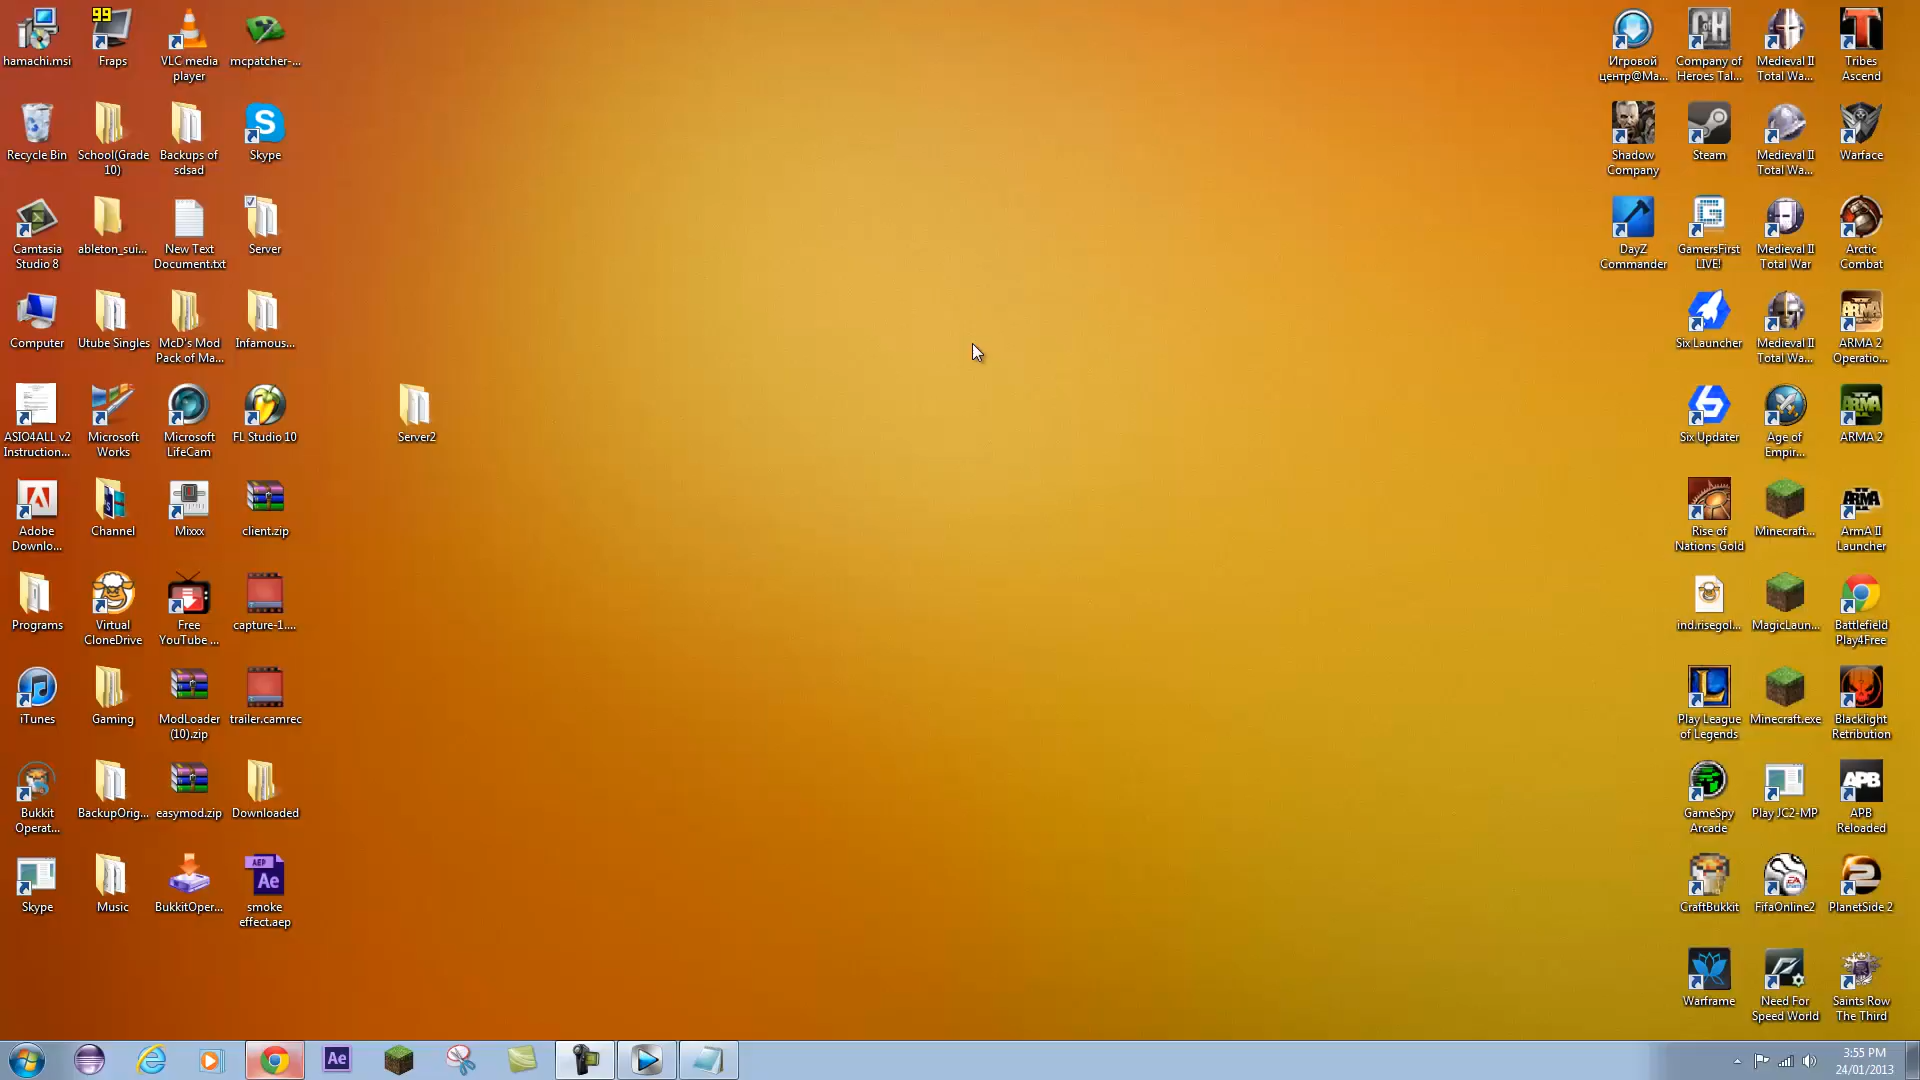 99
hamachi.msi
Fraps
VLC media
player
mcpatcher-...
Recycle Bin
School(Grade
10)
Backups of
sdsad
Skype
Camtasia
Studio 8
ableton_sui...
New Text
Document.txt
Server
Computer
Utube Singles
McD's Mod
Pack of Ma...
Infamous...
ASIO4ALL v2
Instruction...
Microsoft
Works
Microsoft
LifeCam
FL Studio 10
Server2
Adobe
Downlo...
Channel
Mixxx
client.zip
Programs
Virtual
CloneDrive
Free
YouTube ...
capture-1....
iTunes
Gaming
ModLoader
(10).zip
trailer.camrec
Bukkit
Operat...
BackupOrig...
easymod.zip
Downloaded
Skype
Music
BukkitOper...
AEP
Ae
smoke
effect.aep
Игровой
центр@Ma...
Company of
Heroes Tal...
Medieval II
Total Wa...
Tribes
Ascend
Shadow
Company
Steam
Medieval II
Total Wa...
Warface
DayZ
Commander
GamersFirst
LIVE!
Medieval II
Total War
Arctic
Combat
Six Launcher
Medieval II
Total Wa...
ARMA 2
Operatio...
Six Updater
Age of
Empir...
ARMA 2
Rise of
Nations Gold
Minecraft...
ArmA II
Launcher
ind.risegol...
MagicLaun...
Battlefield
Play4Free
Play League
of Legends
Minecraft.exe
Blacklight
Retribution
GameSpy
Arcade
Play JC2-MP
APB
APB
Reloaded
CraftBukkit
FifaOnline2
PlanetSide 2
Warframe
Need For
Speed World
Saints Row
The Third
Ae
3:55 PM
24/01/2013